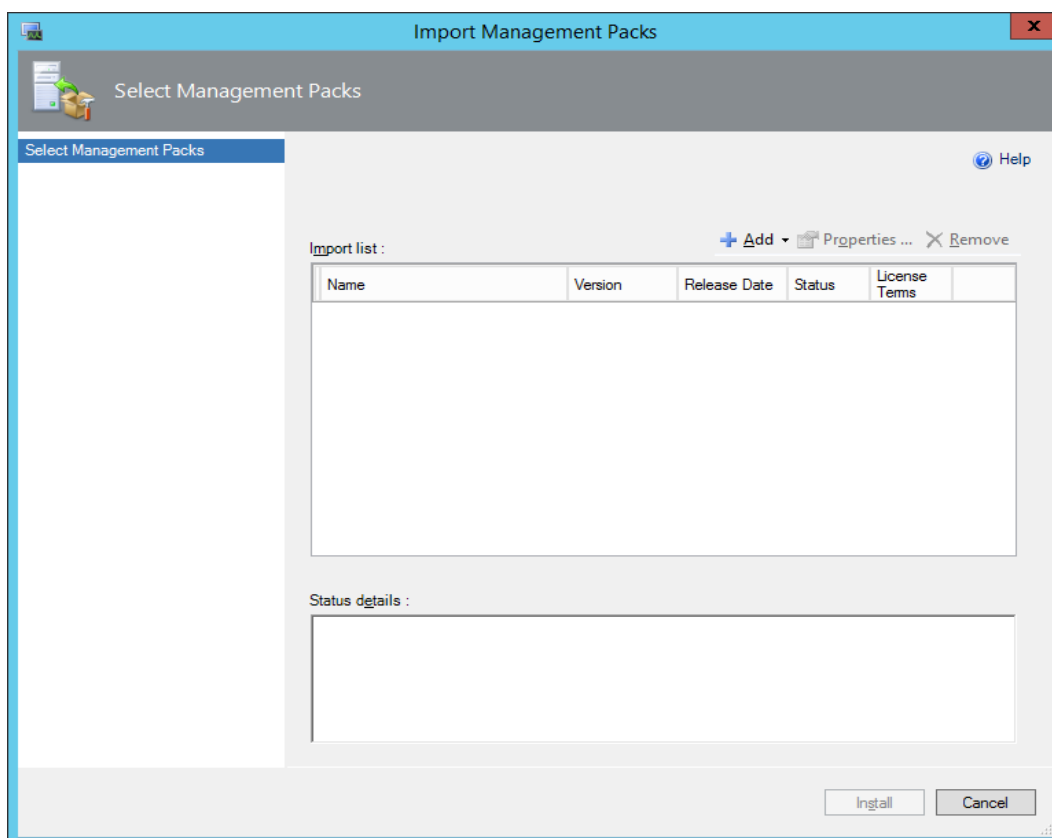 Import Management Packs
x
Select Management Packs
Select Management Packs
Help
Import list :
Add
Properties ...
Remove
Name
Version
Release Date
Status
License
Terms
Status details :
Install
Cancel